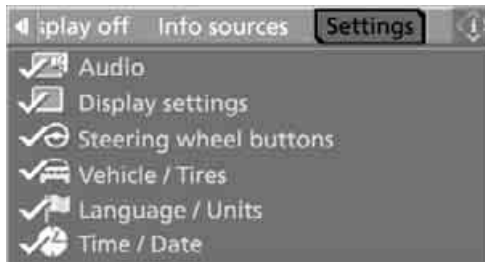 splay off Info sources Settings
Audio
Display settings
Steering wheel buttons
Vehicle / Tires
Language / Units
Time / Date